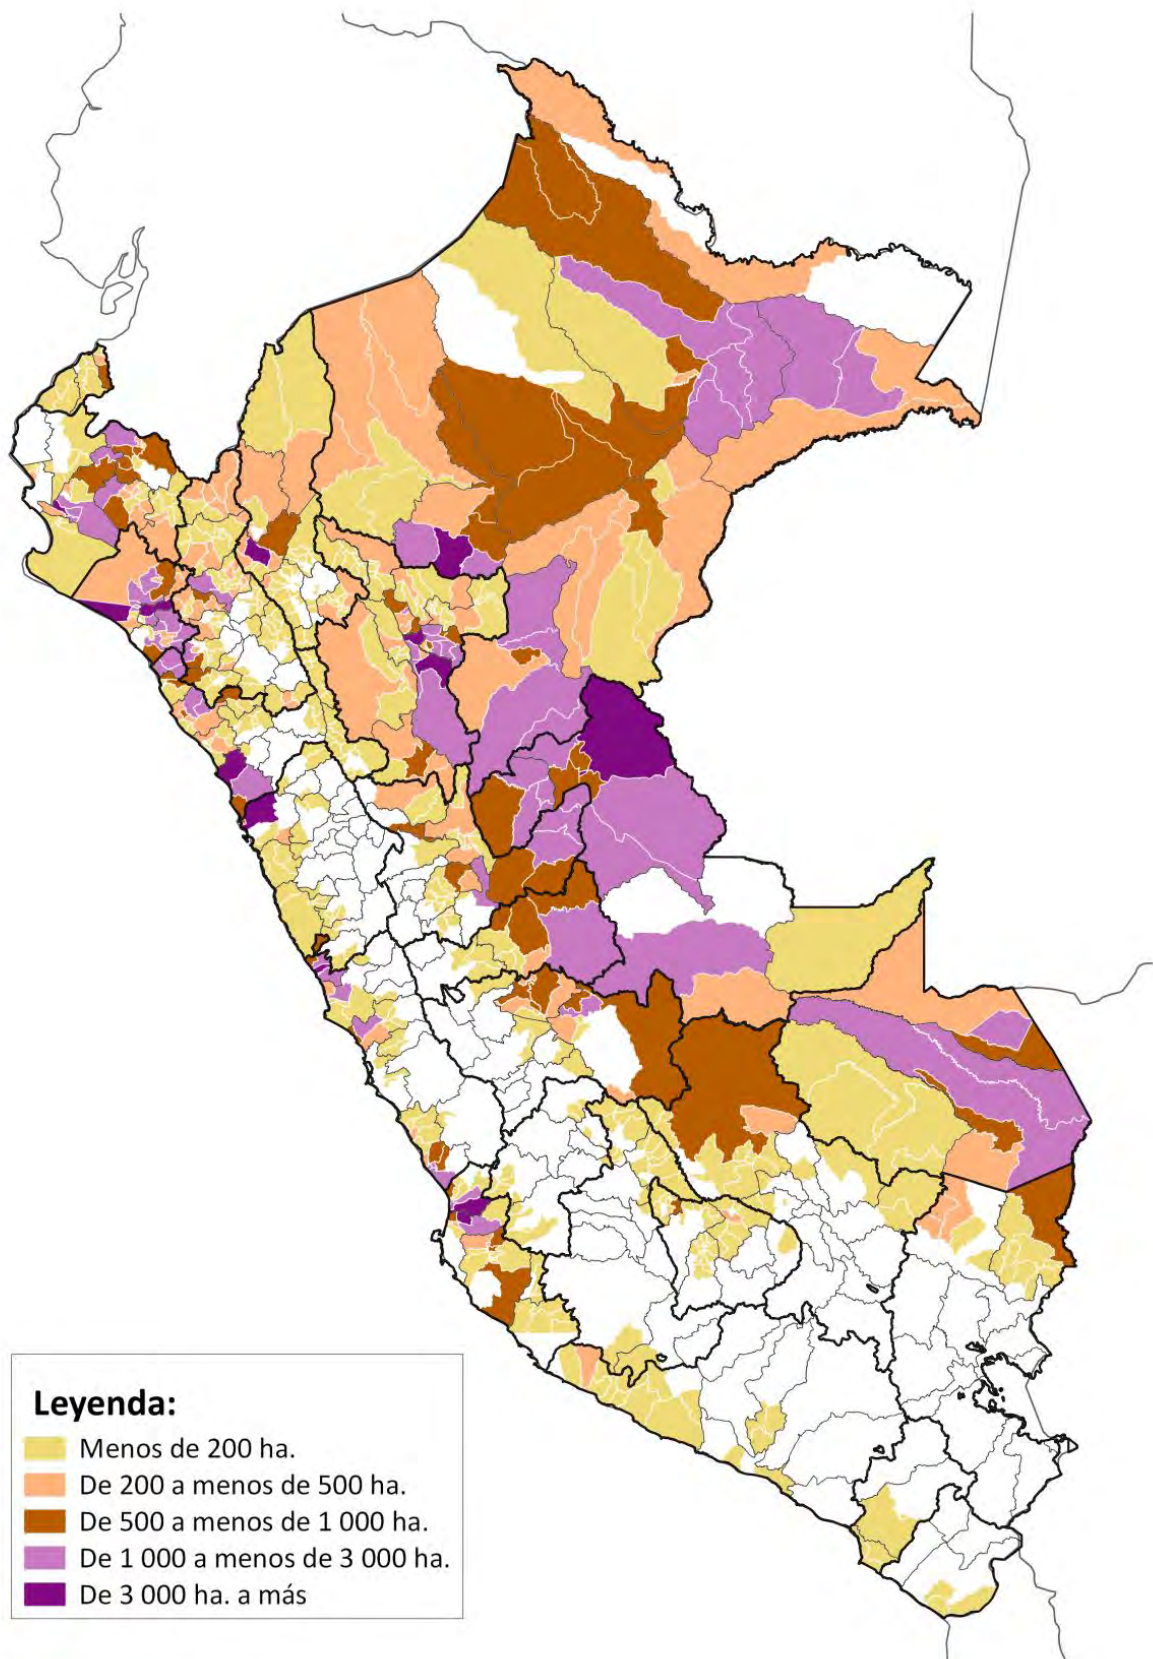 Leyenda:
Menos de 200 ha.
De 200 a menos de 500 ha.
De 500 a menos de 1 000 ha.
De 1 000 a menos de 3 000 ha.
De 3 000 ha. a más